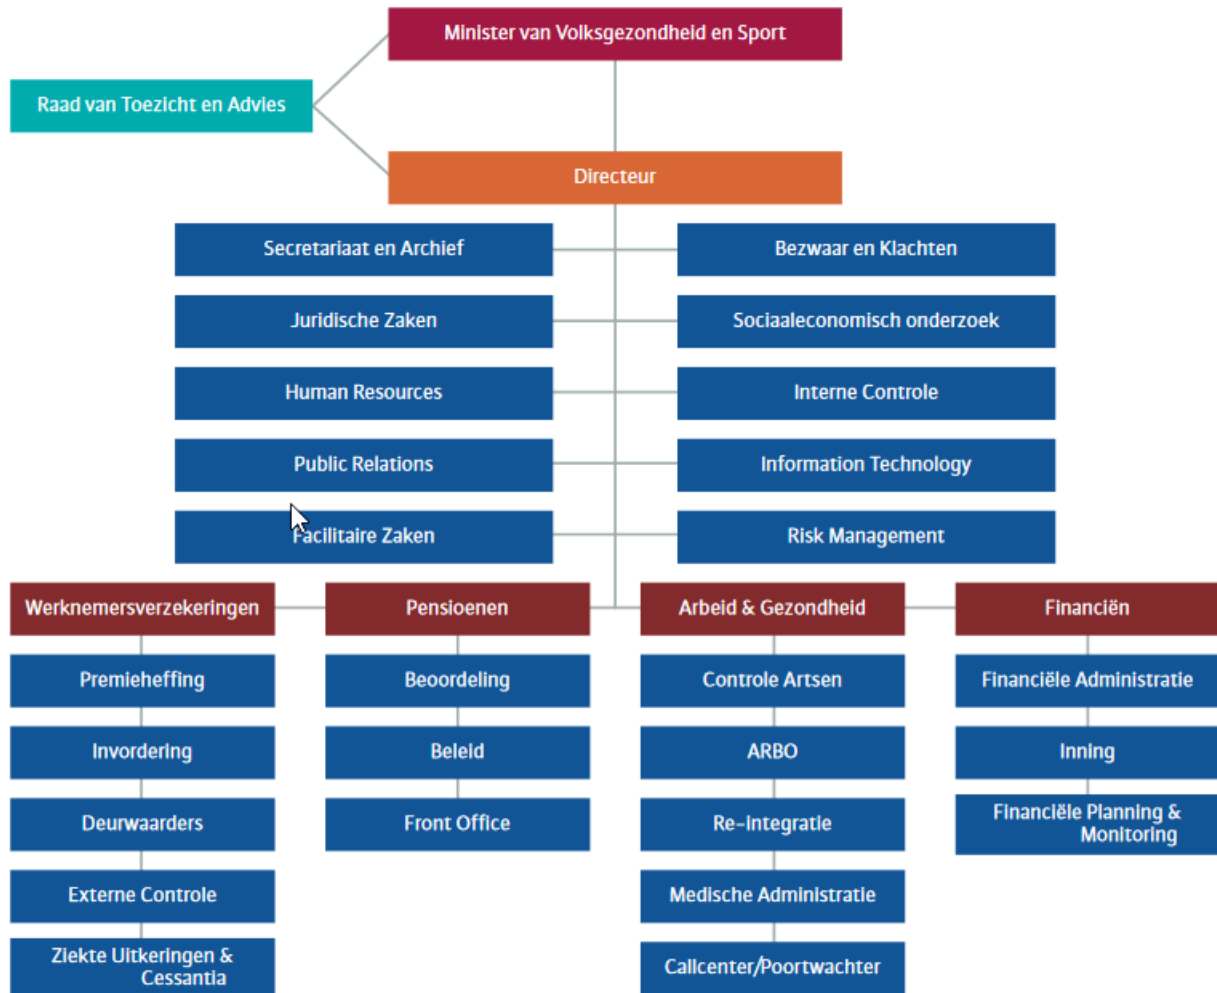 Minister van Volksgezondheid en Sport
Raad van Toezicht en Advies
Directeur
Secretariaat en Archief
Bezwaar en Klachten
Juridische Zaken
Sociaaleconomisch onderzoek
Human Resources
Interne Controle
Public Relations
Information Technology
Facilitaire Zaken
Risk Management
Werknemersverzekeringen
Pensioenen
Arbeid & Gezondheid
Financiën
Premieheffing
Beoordeling
Controle Artsen
Financiële Administratie
Invordering
Beleid
ARBO
Inning
Deurwaarders
Front Office
Re-Integratie
Financiële Planning &
Monitoring
Externe Controle
Medische Administratie
Ziekte Uitkeringen &
Cessantia
Callcenter/Poortwachter